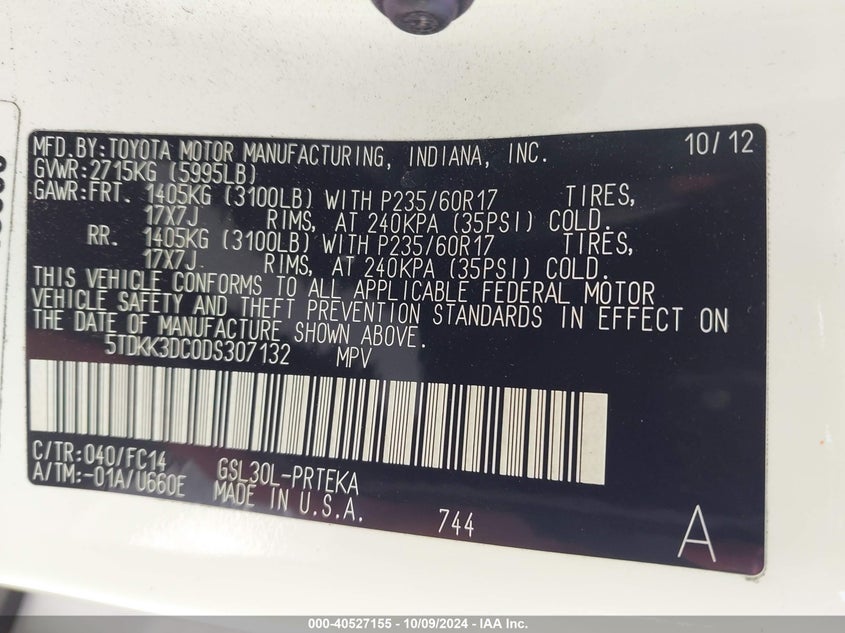 MFD.BY:TOYOTA MOTOR MANUFACTURING, INDIANA, INC. 10/12
GVWR:2715KG (5995LB)
GAWR:FRT. 1405KG (3100LB) WITH P235/60R17 TIRES,
17X7J RIMS, AT 240KPA (35PSI) COLD.
RR. 1405KG (3100LB) WITH P235/60R17 TIRES,
17X7J RIMS, AT 240KPA (35PSI) COLD.
THIS VEHICLE CONFORMS TO ALL APPLICABLE FEDERAL MOTOR
VEHICLE SAFETY AND THEFT PREVENTION STANDARDS IN EFFECT ON
THE DATE OF MANUFACTURE SHOWN ABOVE.
5TDKK3DC0DS307132 MPV
C/TR:040/FC14 GSL30L-PRTEKA
A/TM:-01A/U660E MADE IN U.S.A. 744 A
000-40527155 - 10/09/2024 - IAA Inc.